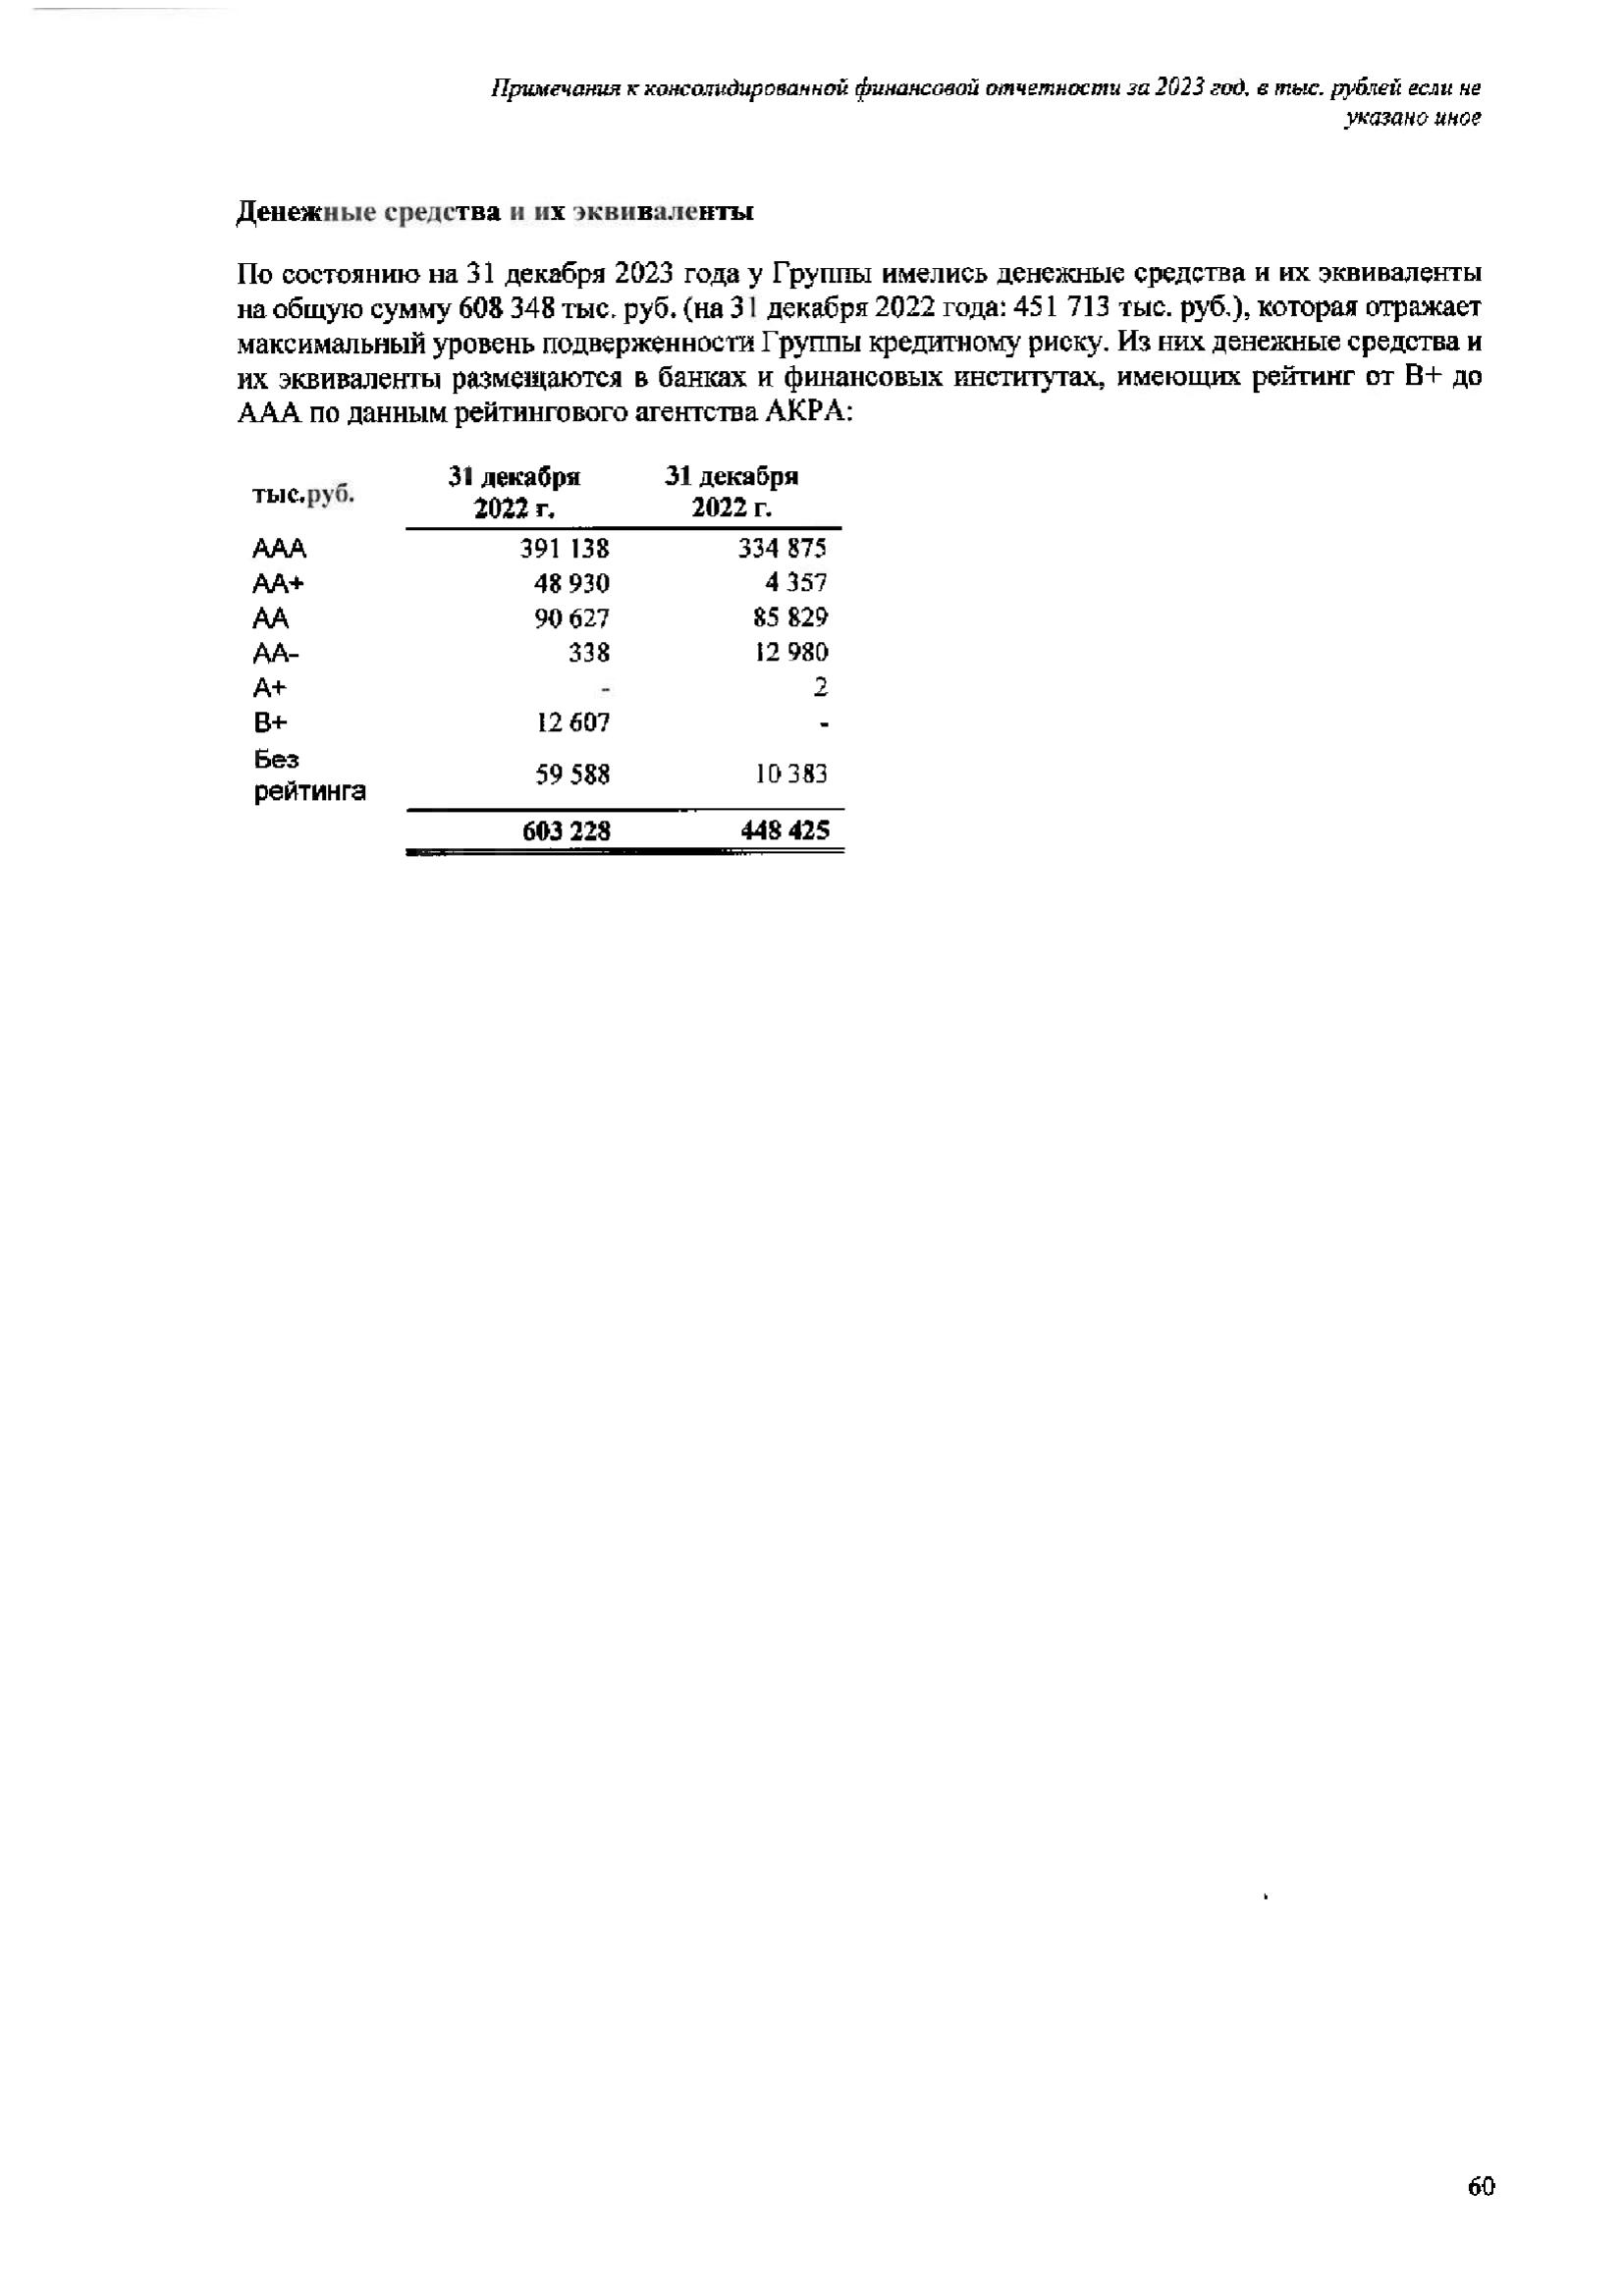 Примечания к консолидированной финансовой отчетности за 2023 год, в тыс. рублей если не
указано иное
Денежные средства и их эквиваленты
По состоянию на 31 декабря 2023 года у Группы имелись денежные средства и их эквиваленты
на общую сумму 608 348 тыс. руб. (на 31 декабря 2022 года: 451 713 тыс. руб.), которая отражает
максимальный уровень подверженности Группы кредитному риску. Из них денежные средства и
их эквиваленты размещаются в банках и финансовых институтах, имеющих рейтинг от В+ до
ААА по данным рейтингового агентства АКРА:
тыс.руб. 31 декабря 2022 г. 31 декабря 2022 г.
ААА 391 138 334 875
АА+ 48 930 4 357
АА 90 627 85 829
АА- 338 12 980
А+ - 2
В+ 12 607 -
Без рейтинга 59 588 10 383
603 228 448 425
60